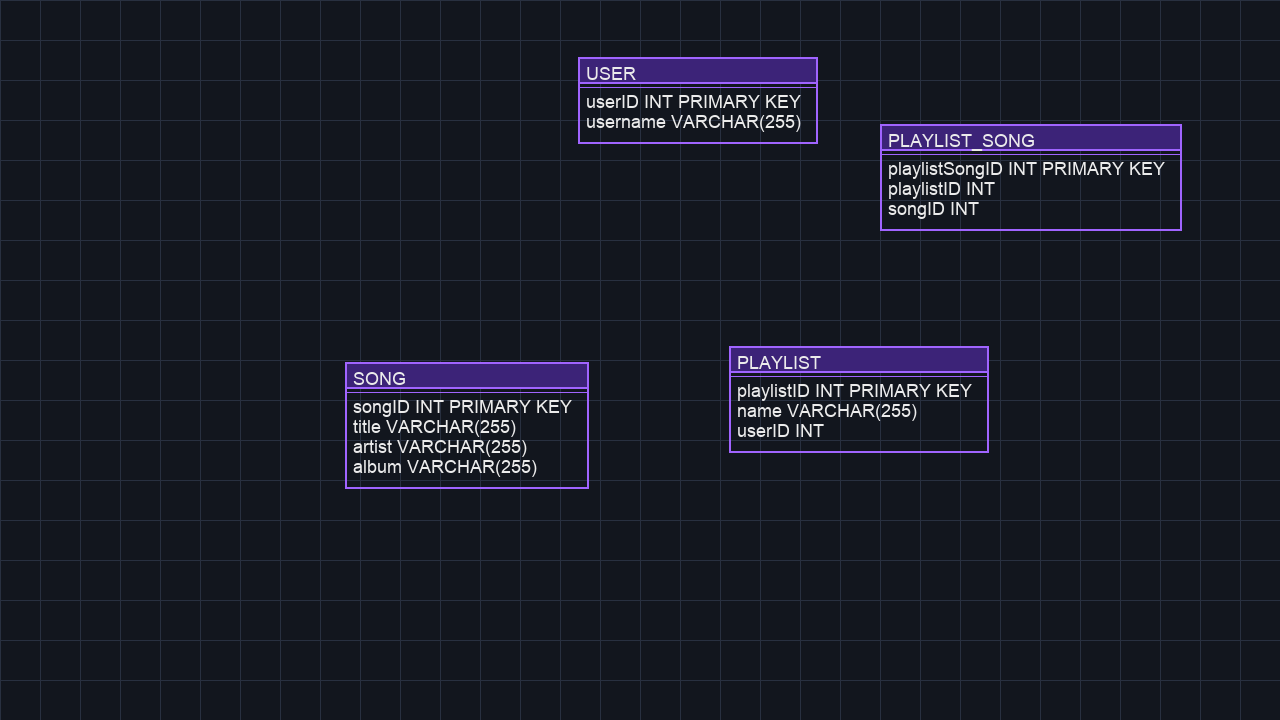 USER
userID INT PRIMARY KEY
username VARCHAR(255)
PLAYLIST_SONG
playlistSongID INT PRIMARY KEY
playlistID INT
songID INT
SONG
songID INT PRIMARY KEY
title VARCHAR(255)
artist VARCHAR(255)
album VARCHAR(255)
PLAYLIST
playlistID INT PRIMARY KEY
name VARCHAR(255)
userID INT